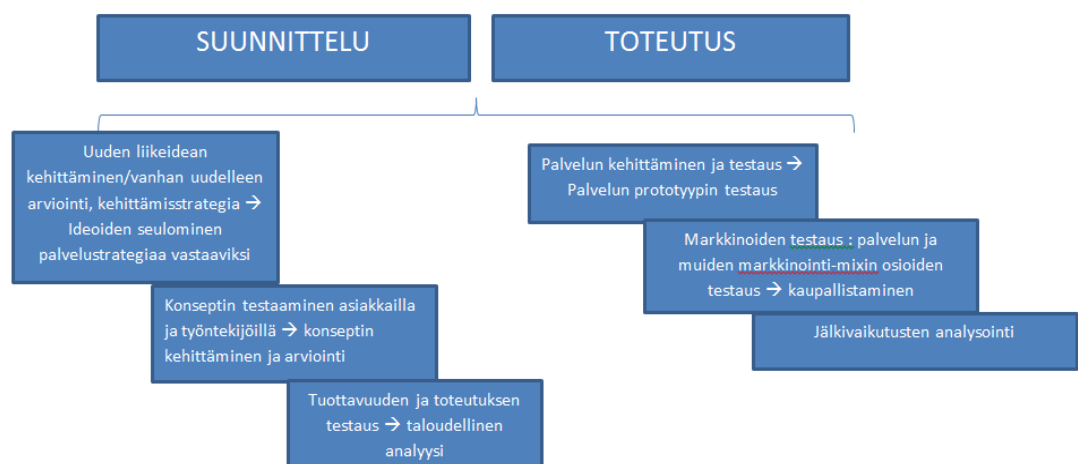 SUUNNITTELU
TOTEUTUS
Uuden liikeidean
kehittäminen/vanhan uudelleen
arviointi, kehittämisstrategia →
Ideoiden seulominen
palvelustrategiaa vastaaviksi
Konseptin testaaminen asiakkailla
ja työntekijöillä → konseptin
kehittäminen ja arviointi
Tuottavuuden ja toteutuksen
testaus → taloudellinen
analyysi
Palvelun kehittäminen ja testaus →
Palvelun prototyypin testaus
Markkinoiden testaus : palvelun ja
muiden markkinointi-mixin osioiden
testaus → kaupallistaminen
Jälkivaikutusten analysointi